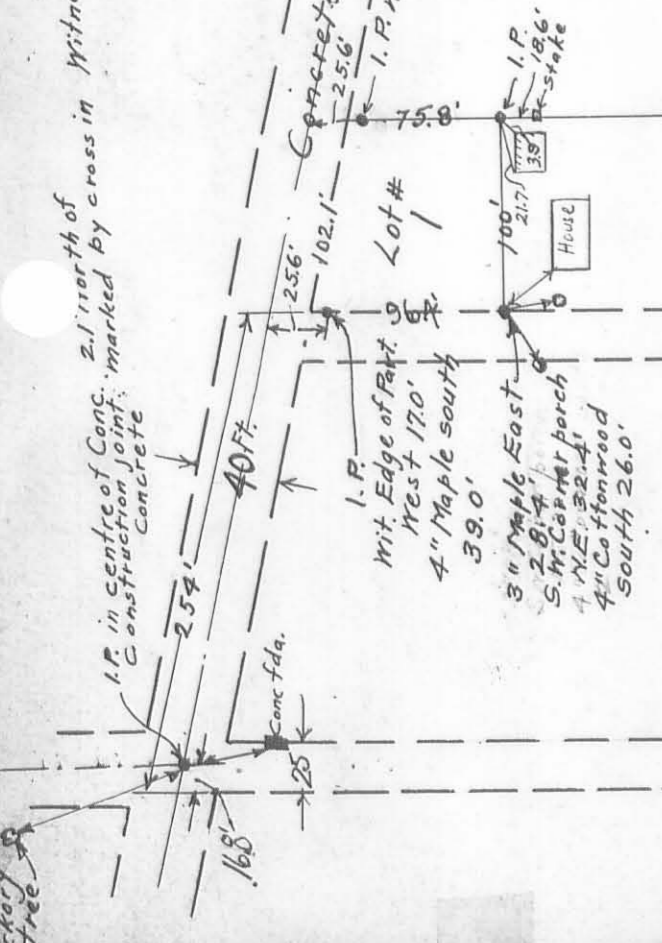 I.P. in centre of Conc. 2.1' north of
Construction joint. marked by cross in
Concrete
Concrete
25.6'
I.P.
75.8'
I.P.
18.6'
stake
3.9'
21.7
100'
House
102.1'
25.6'
Lot #
1
40 Ft.
254'
I.P.
Wit. Edge of Pavt.
West 17.0'
4" Maple south
39.0'
3" Maple East
28.4'
S.W. Corner porch
N.E. 32.4'
4" Cottonwood
South 26.0'
Conc fda.
25
16.8'
tree